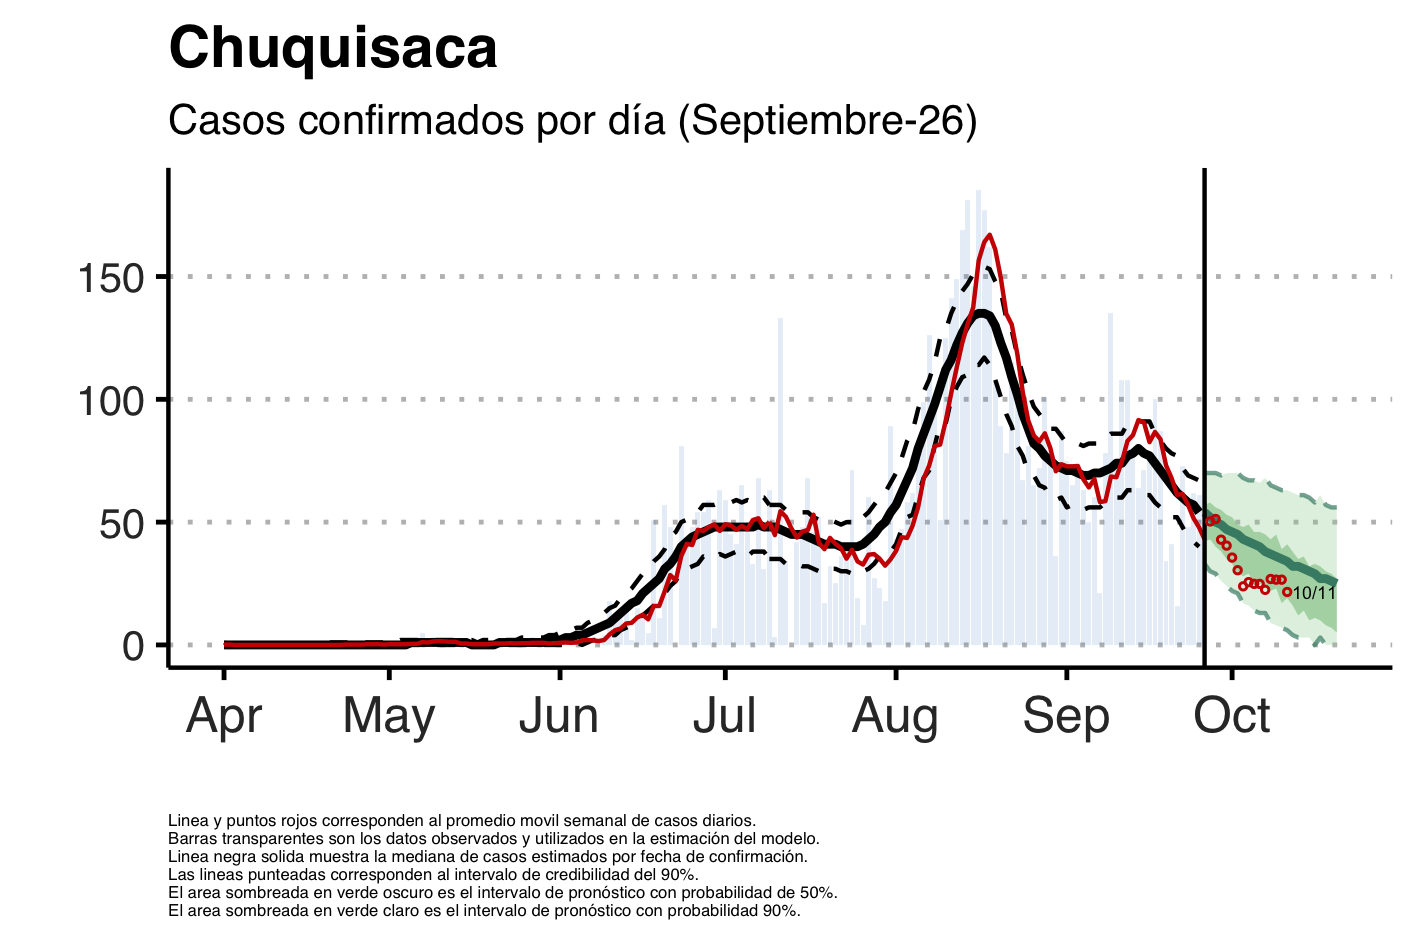 Chuquisaca
Casos confirmados por día (Septiembre-26)
150
100
50
0
10/11
Apr May Jun Jul Aug Sep Oct
Linea y puntos rojos corresponden al promedio movil semanal de casos diarios.
Barras transparentes son los datos observados y utilizados en la estimación del modelo.
Linea negra solida muestra la mediana de casos estimados por fecha de confirmación.
Las lineas punteadas corresponden al intervalo de credibilidad del 90%.
El area sombreada en verde oscuro es el intervalo de pronóstico con probabilidad de 50%.
El area sombreada en verde claro es el intervalo de pronóstico con probabilidad 90%.